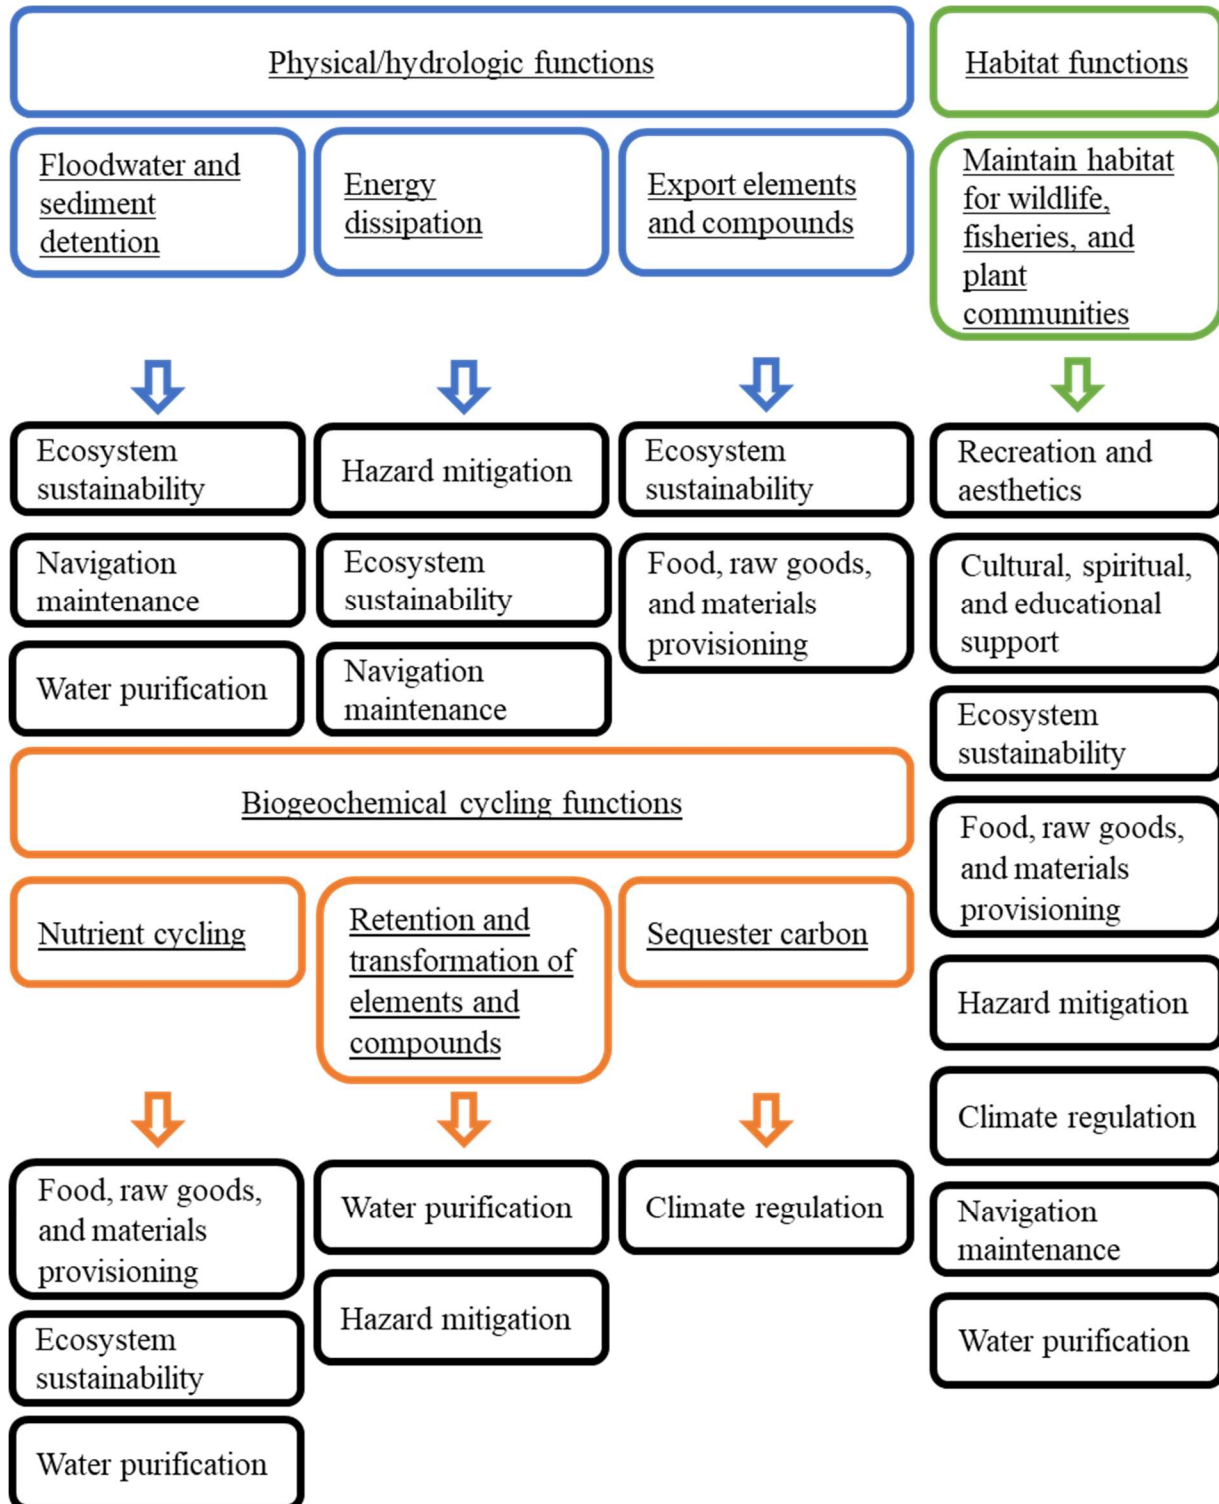 Physical/hydrologic functions
Floodwater and
sediment
detention
Energy
dissipation
Export elements
and compounds
Ecosystem
sustainability
Navigation
maintenance
Water purification
Hazard mitigation
Ecosystem
sustainability
Navigation
maintenance
Ecosystem
sustainability
Food, raw goods,
and materials
provisioning
Habitat functions
Maintain habitat
for wildlife,
fisheries, and
plant
communities
Recreation and
aesthetics
Cultural, spiritual,
and educational
support
Ecosystem
sustainability
Food, raw goods,
and materials
provisioning
Hazard mitigation
Climate regulation
Navigation
maintenance
Water purification
Biogeochemical cycling functions
Nutrient cycling
Retention and
transformation of
elements and
compounds
Sequester carbon
Food, raw goods,
and materials
provisioning
Ecosystem
sustainability
Water purification
Water purification
Hazard mitigation
Climate regulation